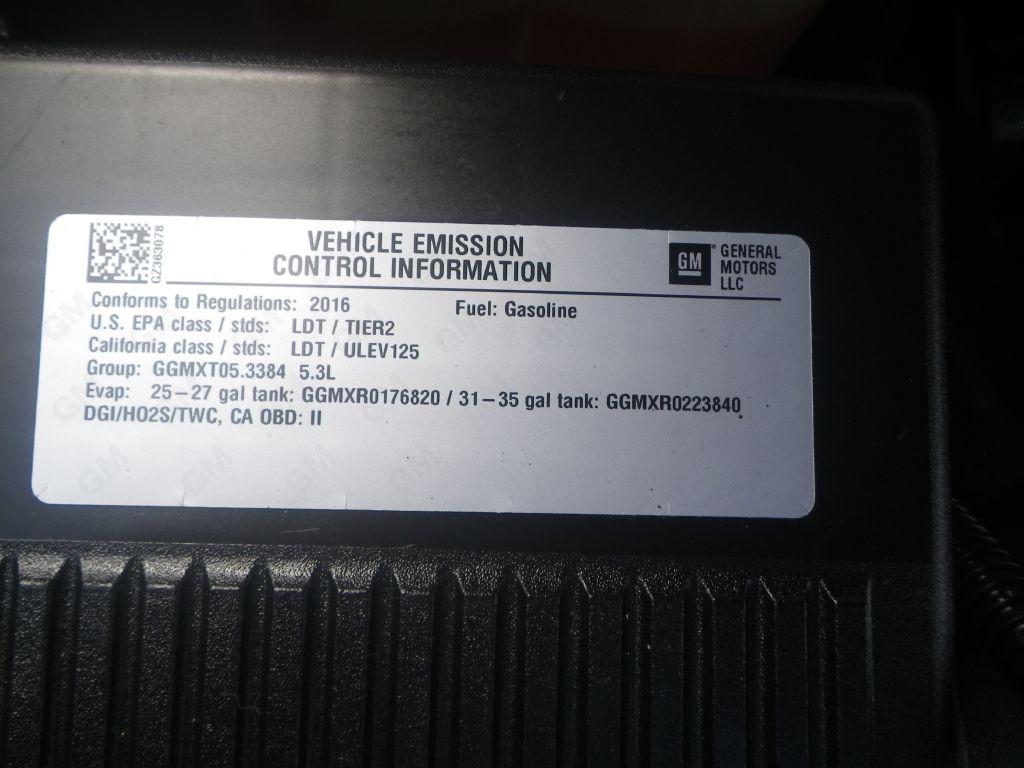 GZ363078
VEHICLE EMISSION
CONTROL INFORMATION
GM
GENERAL
MOTORS
LLC
Conforms to Regulations: 2016 Fuel: Gasoline
U.S. EPA class / stds: LDT / TIER2
California class / stds: LDT / ULEV125
Group: GGMXT05.3384 5.3L
Evap: 25–27 gal tank: GGMXR0176820 / 31–35 gal tank: GGMXR0223840
DGI/HO2S/TWC, CA OBD: II